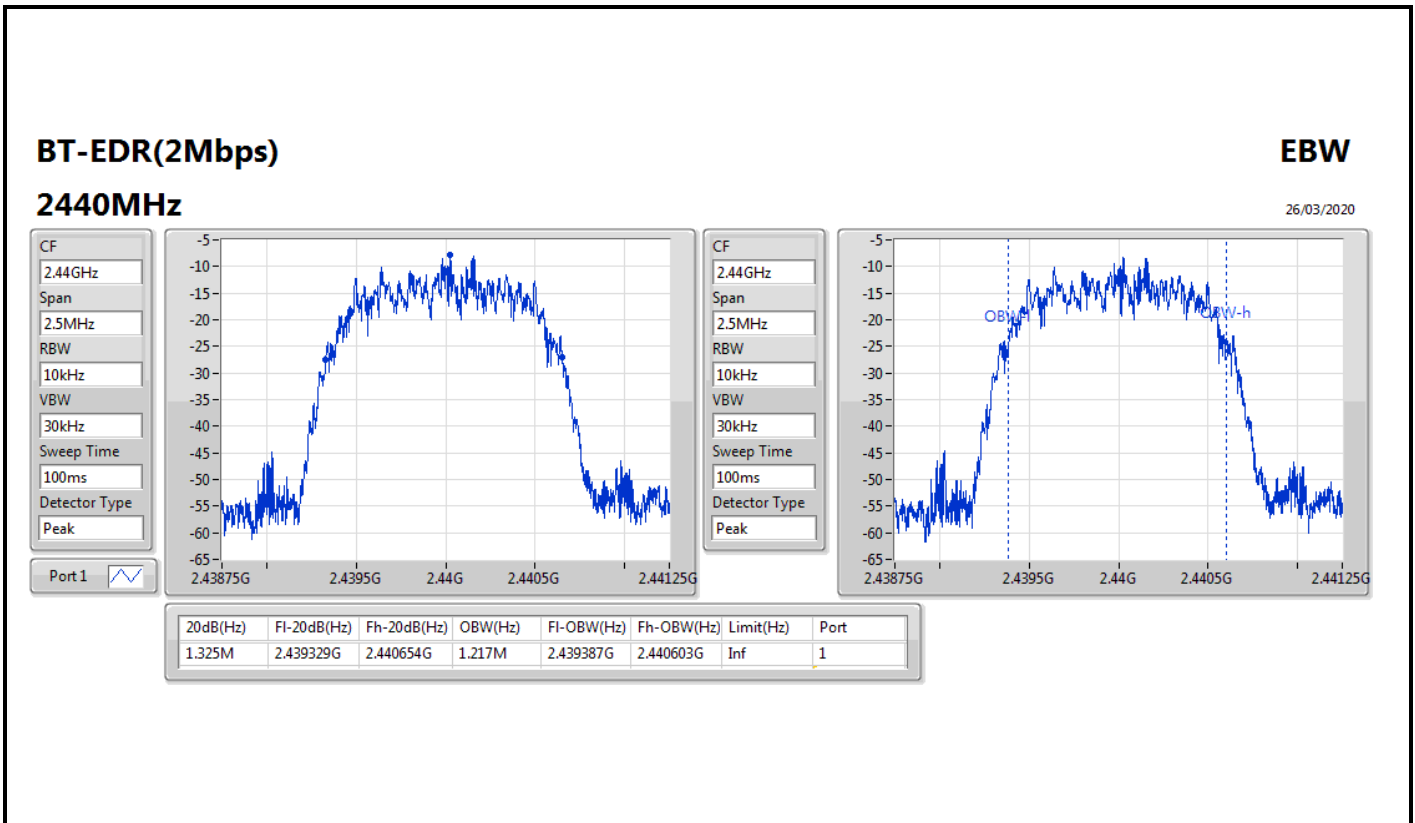 BT-EDR(2Mbps)
EBW
2440MHz
26/03/2020
CF
2.44GHz
Span
2.5MHz
RBW
10kHz
VBW
30kHz
Sweep Time
100ms
Detector Type
Peak
Port 1
-5
-10
-15
-20
-25
-30
-35
-40
-45
-50
-55
-60
-65
2.43875G 2.4395G 2.44G 2.4405G 2.44125G
CF
2.44GHz
Span
2.5MHz
RBW
10kHz
VBW
30kHz
Sweep Time
100ms
Detector Type
Peak
-5
-10
-15
-20
-25
-30
-35
-40
-45
-50
-55
-60
-65
OBW-l
OBW-h
2.43875G 2.4395G 2.44G 2.4405G 2.44125G
20dB(Hz) Fl-20dB(Hz) Fh-20dB(Hz) OBW(Hz) Fl-OBW(Hz) Fh-OBW(Hz) Limit(Hz) Port
1.325M 2.439329G 2.440654G 1.217M 2.439387G 2.440603G Inf 1